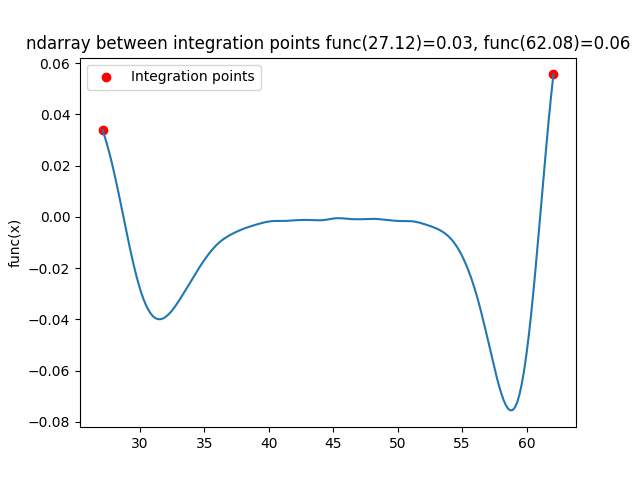 ndarray between integration points func(27.12)=0.03, func(62.08)=0.06
Integration points
func(x)
0.06
0.04
0.02
0.00
−0.02
−0.04
−0.06
−0.08
30 35 40 45 50 55 60